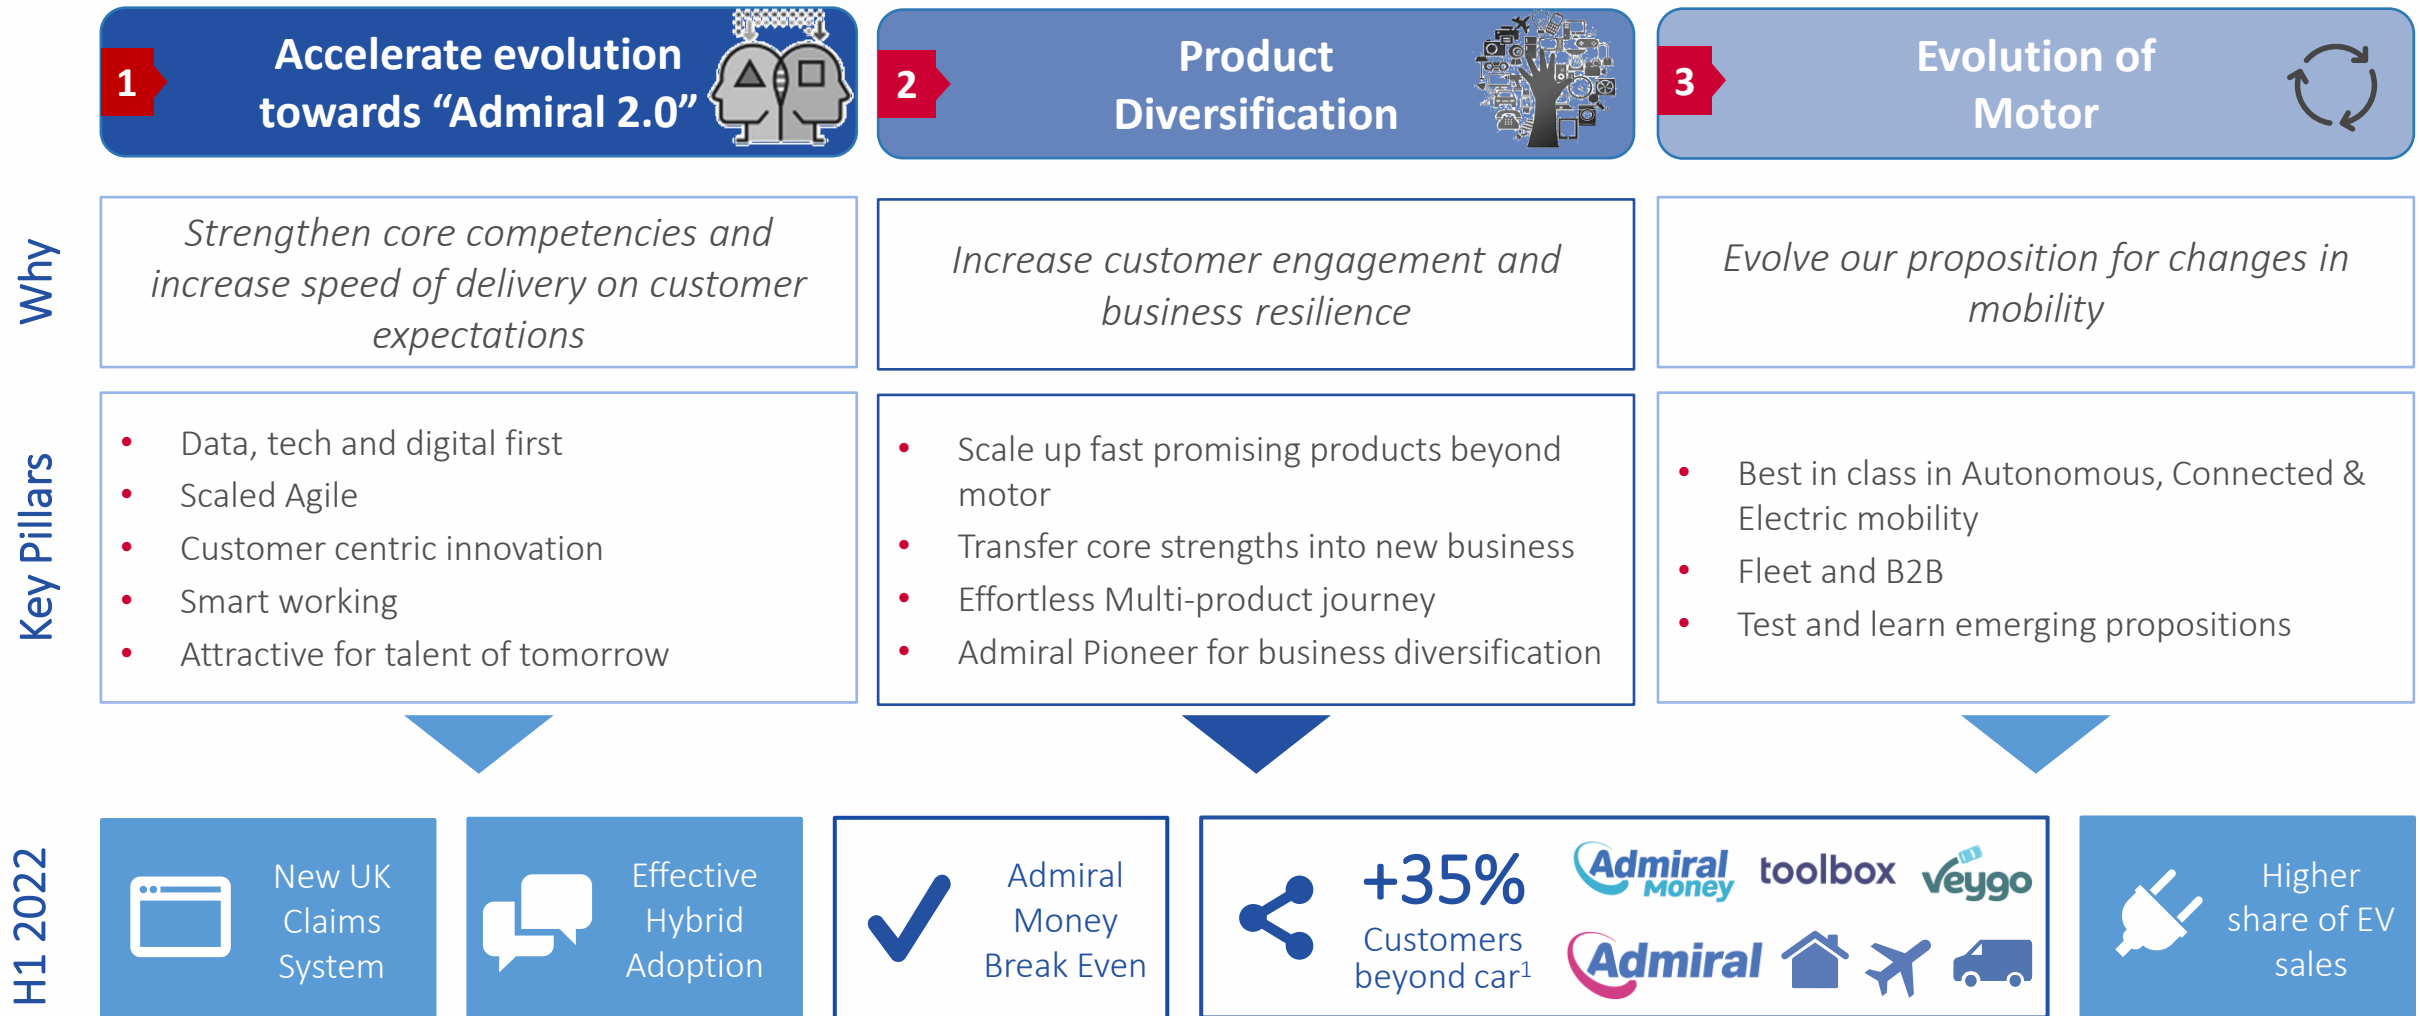 1
Accelerate evolution
towards “Admiral 2.0”
2
Product
Diversification
3
Evolution of
Motor
Why
Strengthen core competencies and
increase speed of delivery on customer
expectations
Increase customer engagement and
business resilience
Evolve our proposition for changes in
mobility
Key Pillars
• Data, tech and digital first
• Scaled Agile
• Customer centric innovation
• Smart working
• Attractive for talent of tomorrow
• Scale up fast promising products beyond
motor
• Transfer core strengths into new business
• Effortless Multi-product journey
• Admiral Pioneer for business diversification
• Best in class in Autonomous, Connected &
Electric mobility
• Fleet and B2B
• Test and learn emerging propositions
H1 2022
New UK
Claims
System
Effective
Hybrid
Adoption
Admiral
Money
Break Even
+35%
Customers
beyond car¹
Admiral
Money
toolbox
veygo
Admiral
Higher
share of EV
sales